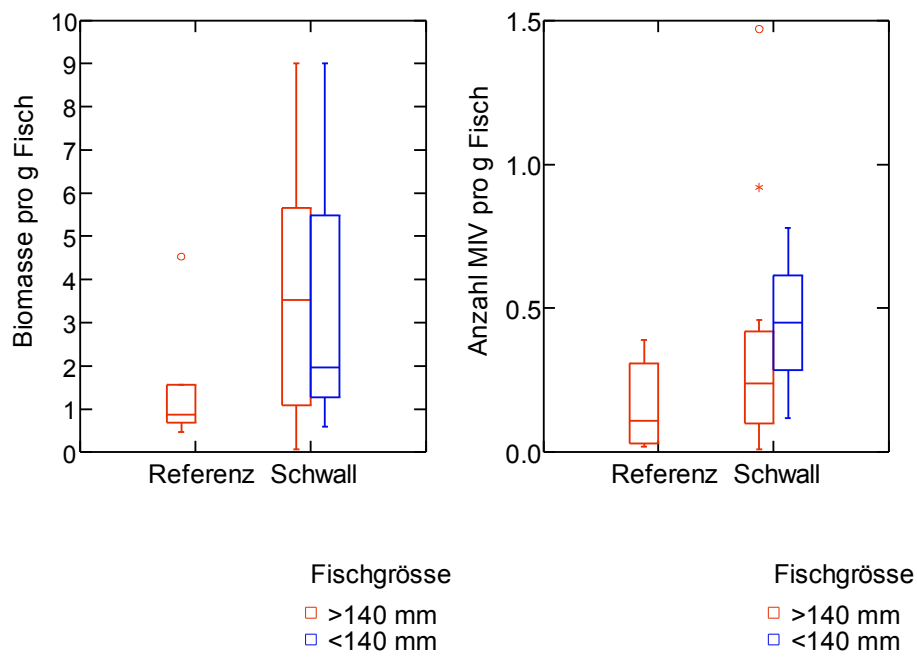 Biomasse pro g Fisch
10
9
8
7
6
5
4
3
2
1
0
Referenz Schwall
Fischgrösse
>140 mm
<140 mm
Anzahl MIV pro g Fisch
1.5
1.0
0.5
0.0
Referenz Schwall
Fischgrösse
>140 mm
<140 mm